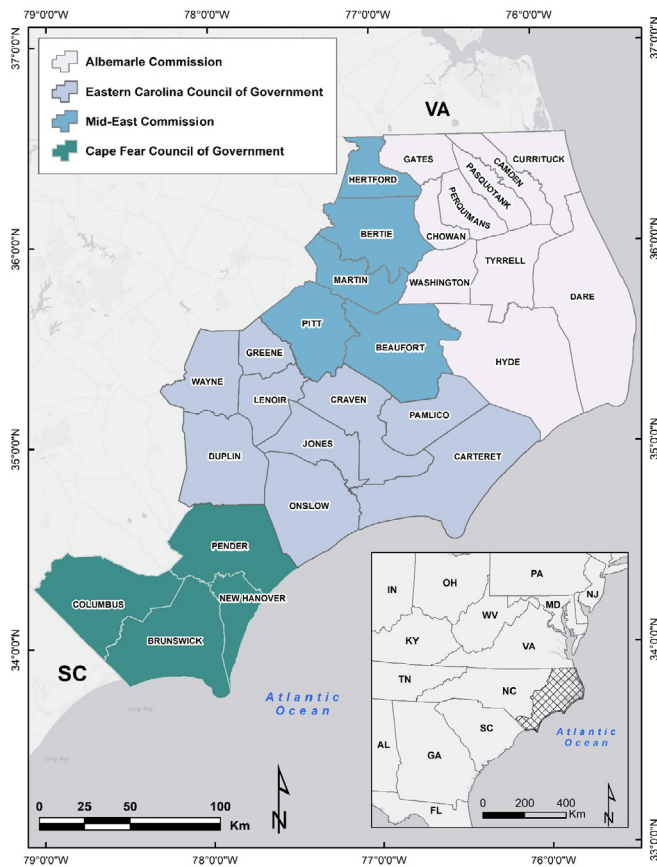 79°0'0"W
78°0'0"W
77°0'0"W
76°0'0"W
37°0'0"N
37°0'0"N
Albemarle Commission
Eastern Carolina Council of Government
Mid-East Commission
Cape Fear Council of Government
VA
GATES
CURRITUCK
CAMDEN
PASQUOTANK
PERQUIMANS
HERTFORD
BERTIE
CHOWAN
36°0'0"N
36°0'0"N
TYRRELL
MARTIN
WASHINGTON
DARE
PITT
BEAUFORT
HYDE
GREENE
WAYNE
LENOIR
CRAVEN
PAMLICO
35°0'0"N
35°0'0"N
JONES
DUPLIN
CARTERET
ONSLOW
PENDER
COLUMBUS
NEW HANOVER
BRUNSWICK
34°0'0"N
34°0'0"N
SC
Atlantic
Ocean
Long Bay
Long Bay
PA
OH
NJ
IN
MD
WV
KY
VA
TN
NC
SC
Atlantic
Ocean
AL
GA
FL
0 200 400
Km
N
0 25 50 100
Km
N
33°0'0"N
79°0'0"W
78°0'0"W
77°0'0"W
76°0'0"W